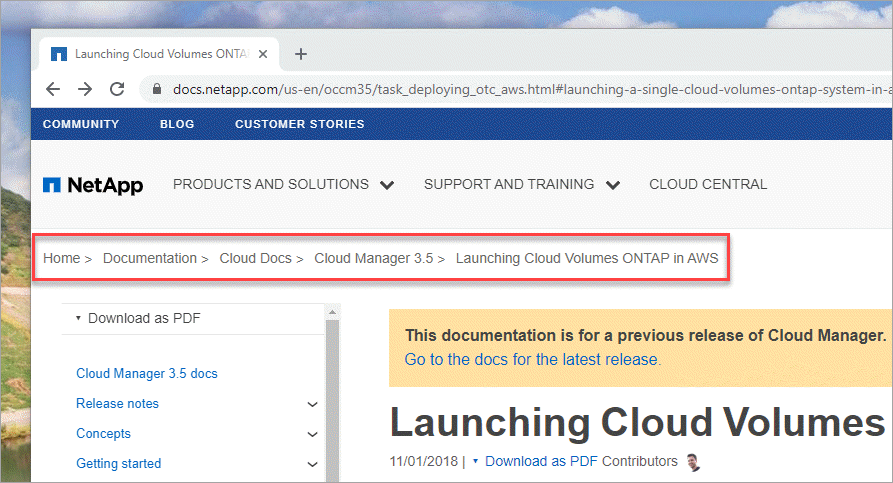 Launching Cloud Volumes ONTA
docs.netapp.com/us-en/occm35/task_deploying_otc_aws.html#launching-a-single-cloud-volumes-ontap-system-in-a
COMMUNITY BLOG CUSTOMER STORIES
NetApp PRODUCTS AND SOLUTIONS SUPPORT AND TRAINING CLOUD CENTRAL
Home > Documentation > Cloud Docs > Cloud Manager 3.5 > Launching Cloud Volumes ONTAP in AWS
Download as PDF
Cloud Manager 3.5 docs
Release notes
Concepts
Getting started
This documentation is for a previous release of Cloud Manager.
Go to the docs for the latest release.
Launching Cloud Volumes
11/01/2018 | Download as PDF Contributors